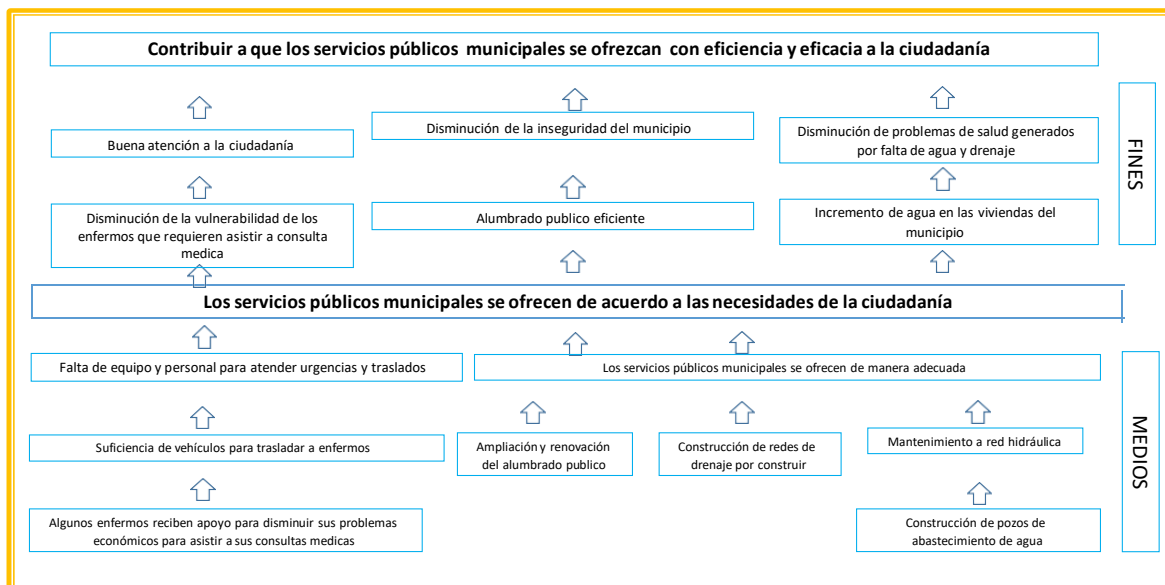 Contribuir a que los servicios públicos municipales se ofrezcan con eficiencia y eficacia a la ciudadanía
Buena atención a la ciudadanía
Disminución de la inseguridad del municipio
Disminución de problemas de salud generados
por falta de agua y drenaje
FINES
Disminución de la vulnerabilidad de los
enfermos que requieren asistir a consulta
medica
Alumbrado publico eficiente
Incremento de agua en las viviendas del
municipio
Los servicios públicos municipales se ofrecen de acuerdo a las necesidades de la ciudadanía
Falta de equipo y personal para atender urgencias y traslados
Los servicios públicos municipales se ofrecen de manera adecuada
MEDIOS
Suficiencia de vehículos para trasladar a enfermos
Ampliación y renovación
del alumbrado publico
Construcción de redes de
drenaje por construir
Mantenimiento a red hidráulica
Algunos enfermos reciben apoyo para disminuir sus problemas
económicos para asistir a sus consultas medicas
Construcción de pozos de
abastecimiento de agua